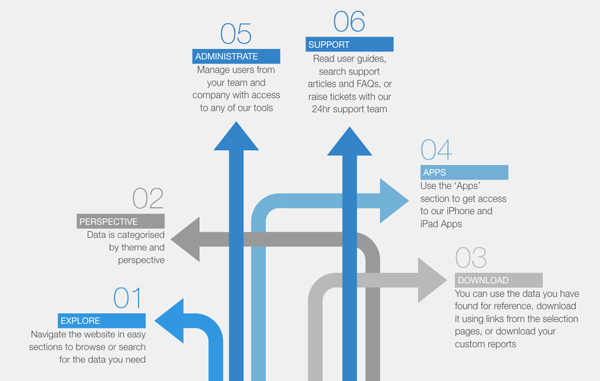 05
ADMINISTRATE
Manage users from
your team and
company with access
to any of our tools
06
SUPPORT
Read user guides,
search support
articles and FAQs, or
raise tickets with our
24hr support team
04
APPS
Use the ‘Apps’
section to get access
to our iPhone and
iPad Apps
02
PERSPECTIVE
Data is categorised
by theme and
perspective
03
DOWNLOAD
You can use the data you have
found for reference, download
it using links from the selection
pages, or download your
custom reports
01
EXPLORE
Navigate the website in easy
sections to browse or search
for the data you need